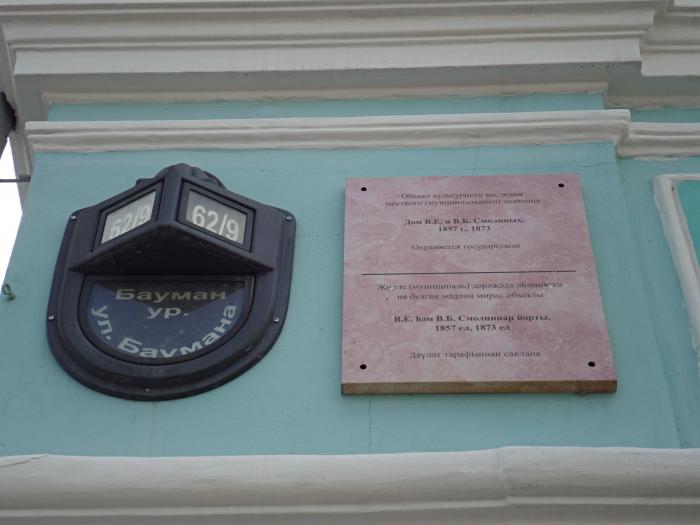 62/9
62/9
Бауман
ур.
ул. Баумана
Объект культурного наследия
местного (муниципального) значения
Дом В.Е. и В.Б. Смолиных,
1857 г., 1873
Охраняется государством
Җирле (муниципаль) дәрәҗәдә әһәмияткә
ия булган мәдәни мирас объекты
В.Е. һәм В.Б. Смолиннар йорты,
1857 ел, 1873 ел
Дәүләт тарафыннан саклана